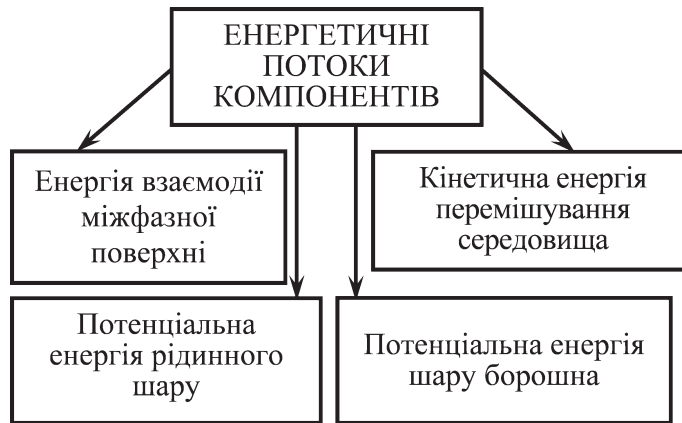 ЕНЕРГЕТИЧНІ
ПОТОКИ
КОМПОНЕНТІВ
Енергія взаємодії
міжфазної
поверхні
Кінетична енергія
перемішування
середовища
Потенціальна
енергія рідинного
шару
Потенціальна енергія
шару борошна